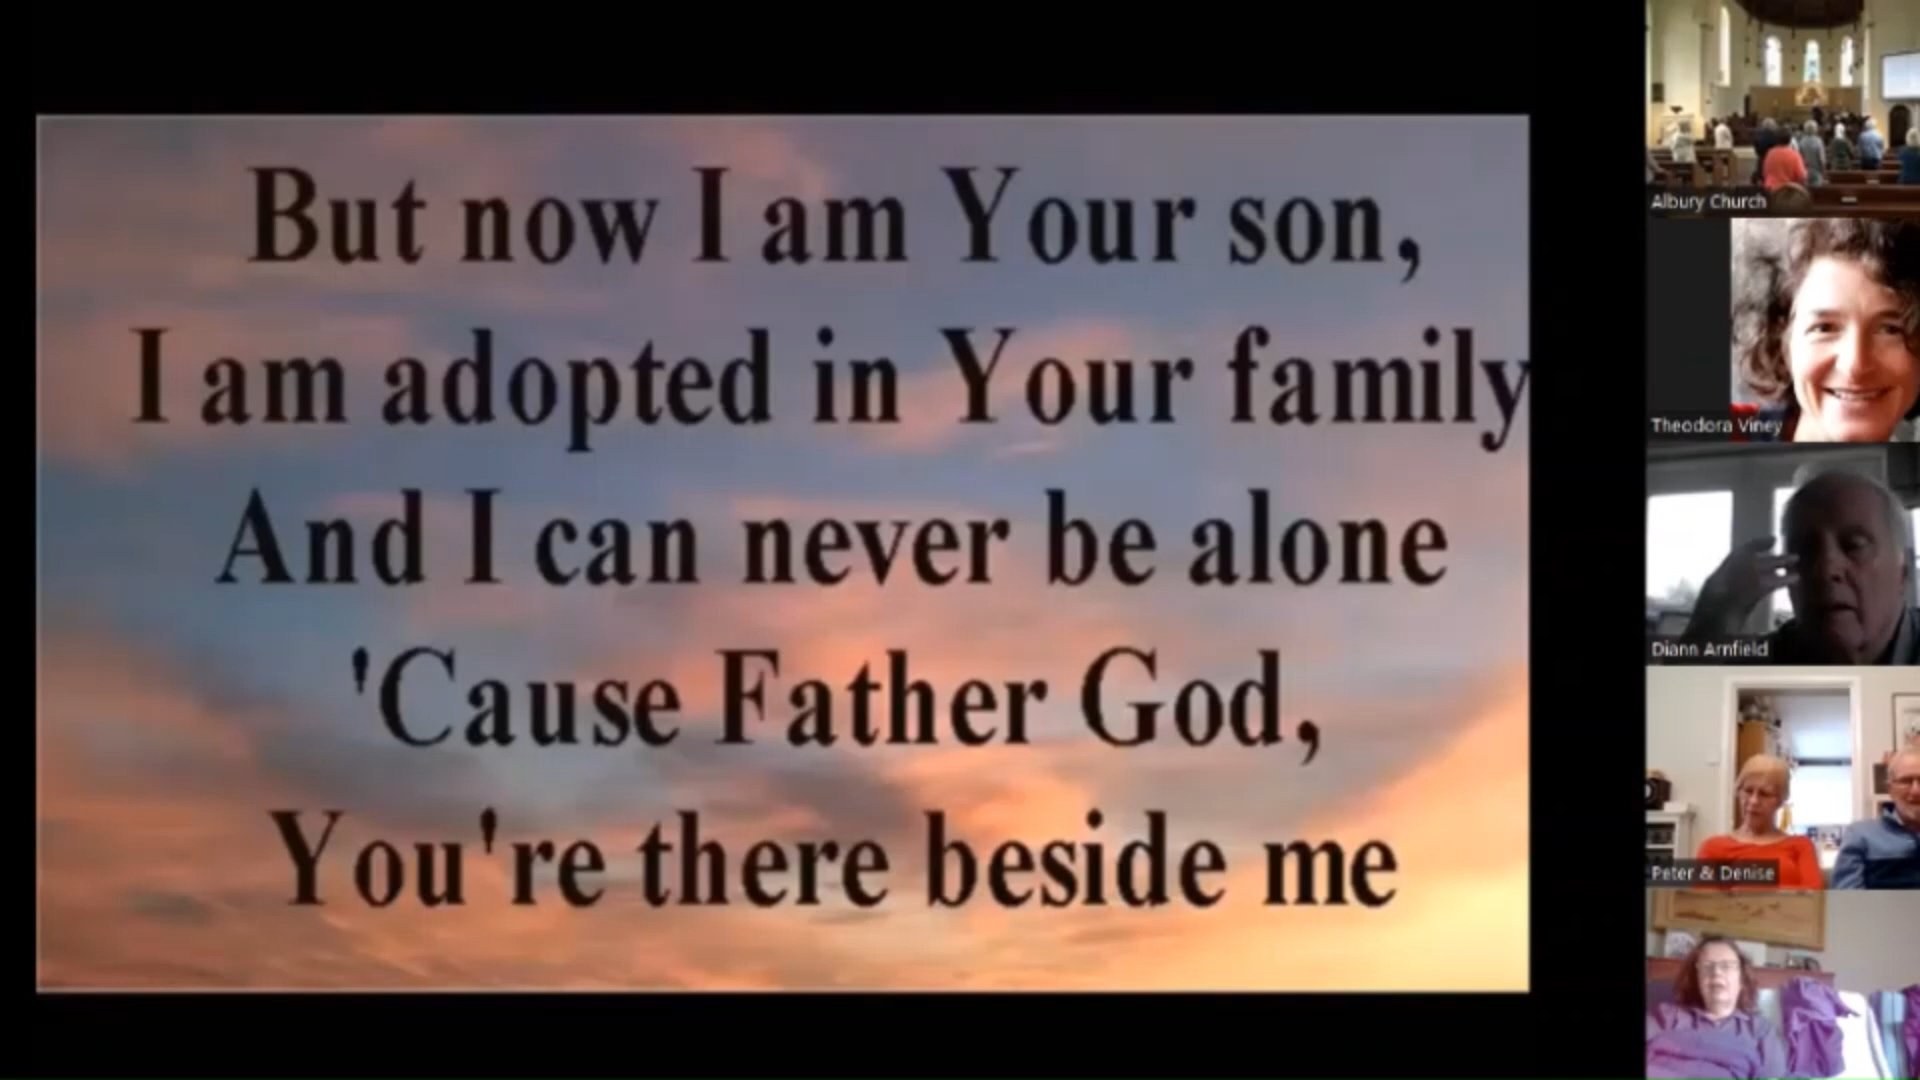 But now I am Your son,
I am adopted in Your family
And I can never be alone
'Cause Father God,
You're there beside me
Albury Church
Theodora Viney
Diann Arnfield
Peter & Denise